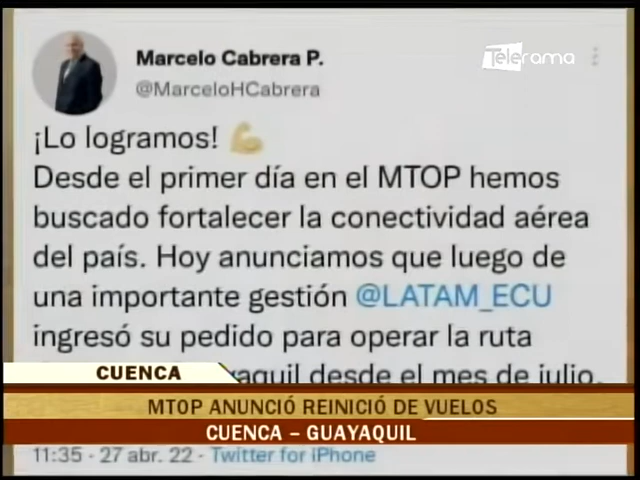 Marcelo Cabrera P.
@MarceloHCabrera
Telerama
¡Lo logramos!
Desde el primer día en el MTOP hemos
buscado fortalecer la conectividad aérea
del país. Hoy anunciamos que luego de
una importante gestión @LATAM_ECU
ingresó su pedido para operar la ruta
yaquil desde el mes de julio.
CUENCA
MTOP ANUNCIÓ REINICIÓ DE VUELOS
CUENCA – GUAYAQUIL
11:35 · 27 abr. 22 · Twitter for iPhone